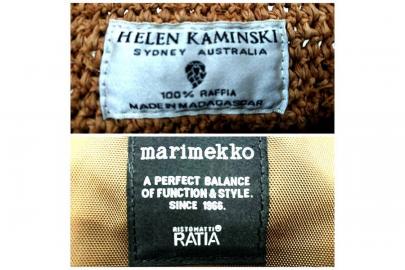 HELEN KAMINSKI
SYDNEY AUSTRALIA
100% RAFFIA
MADE IN MADAGASCAR
marimekko
A PERFECT BALANCE
OF FUNCTION & STYLE.
SINCE 1966.
RISTOMATTI
RATIA